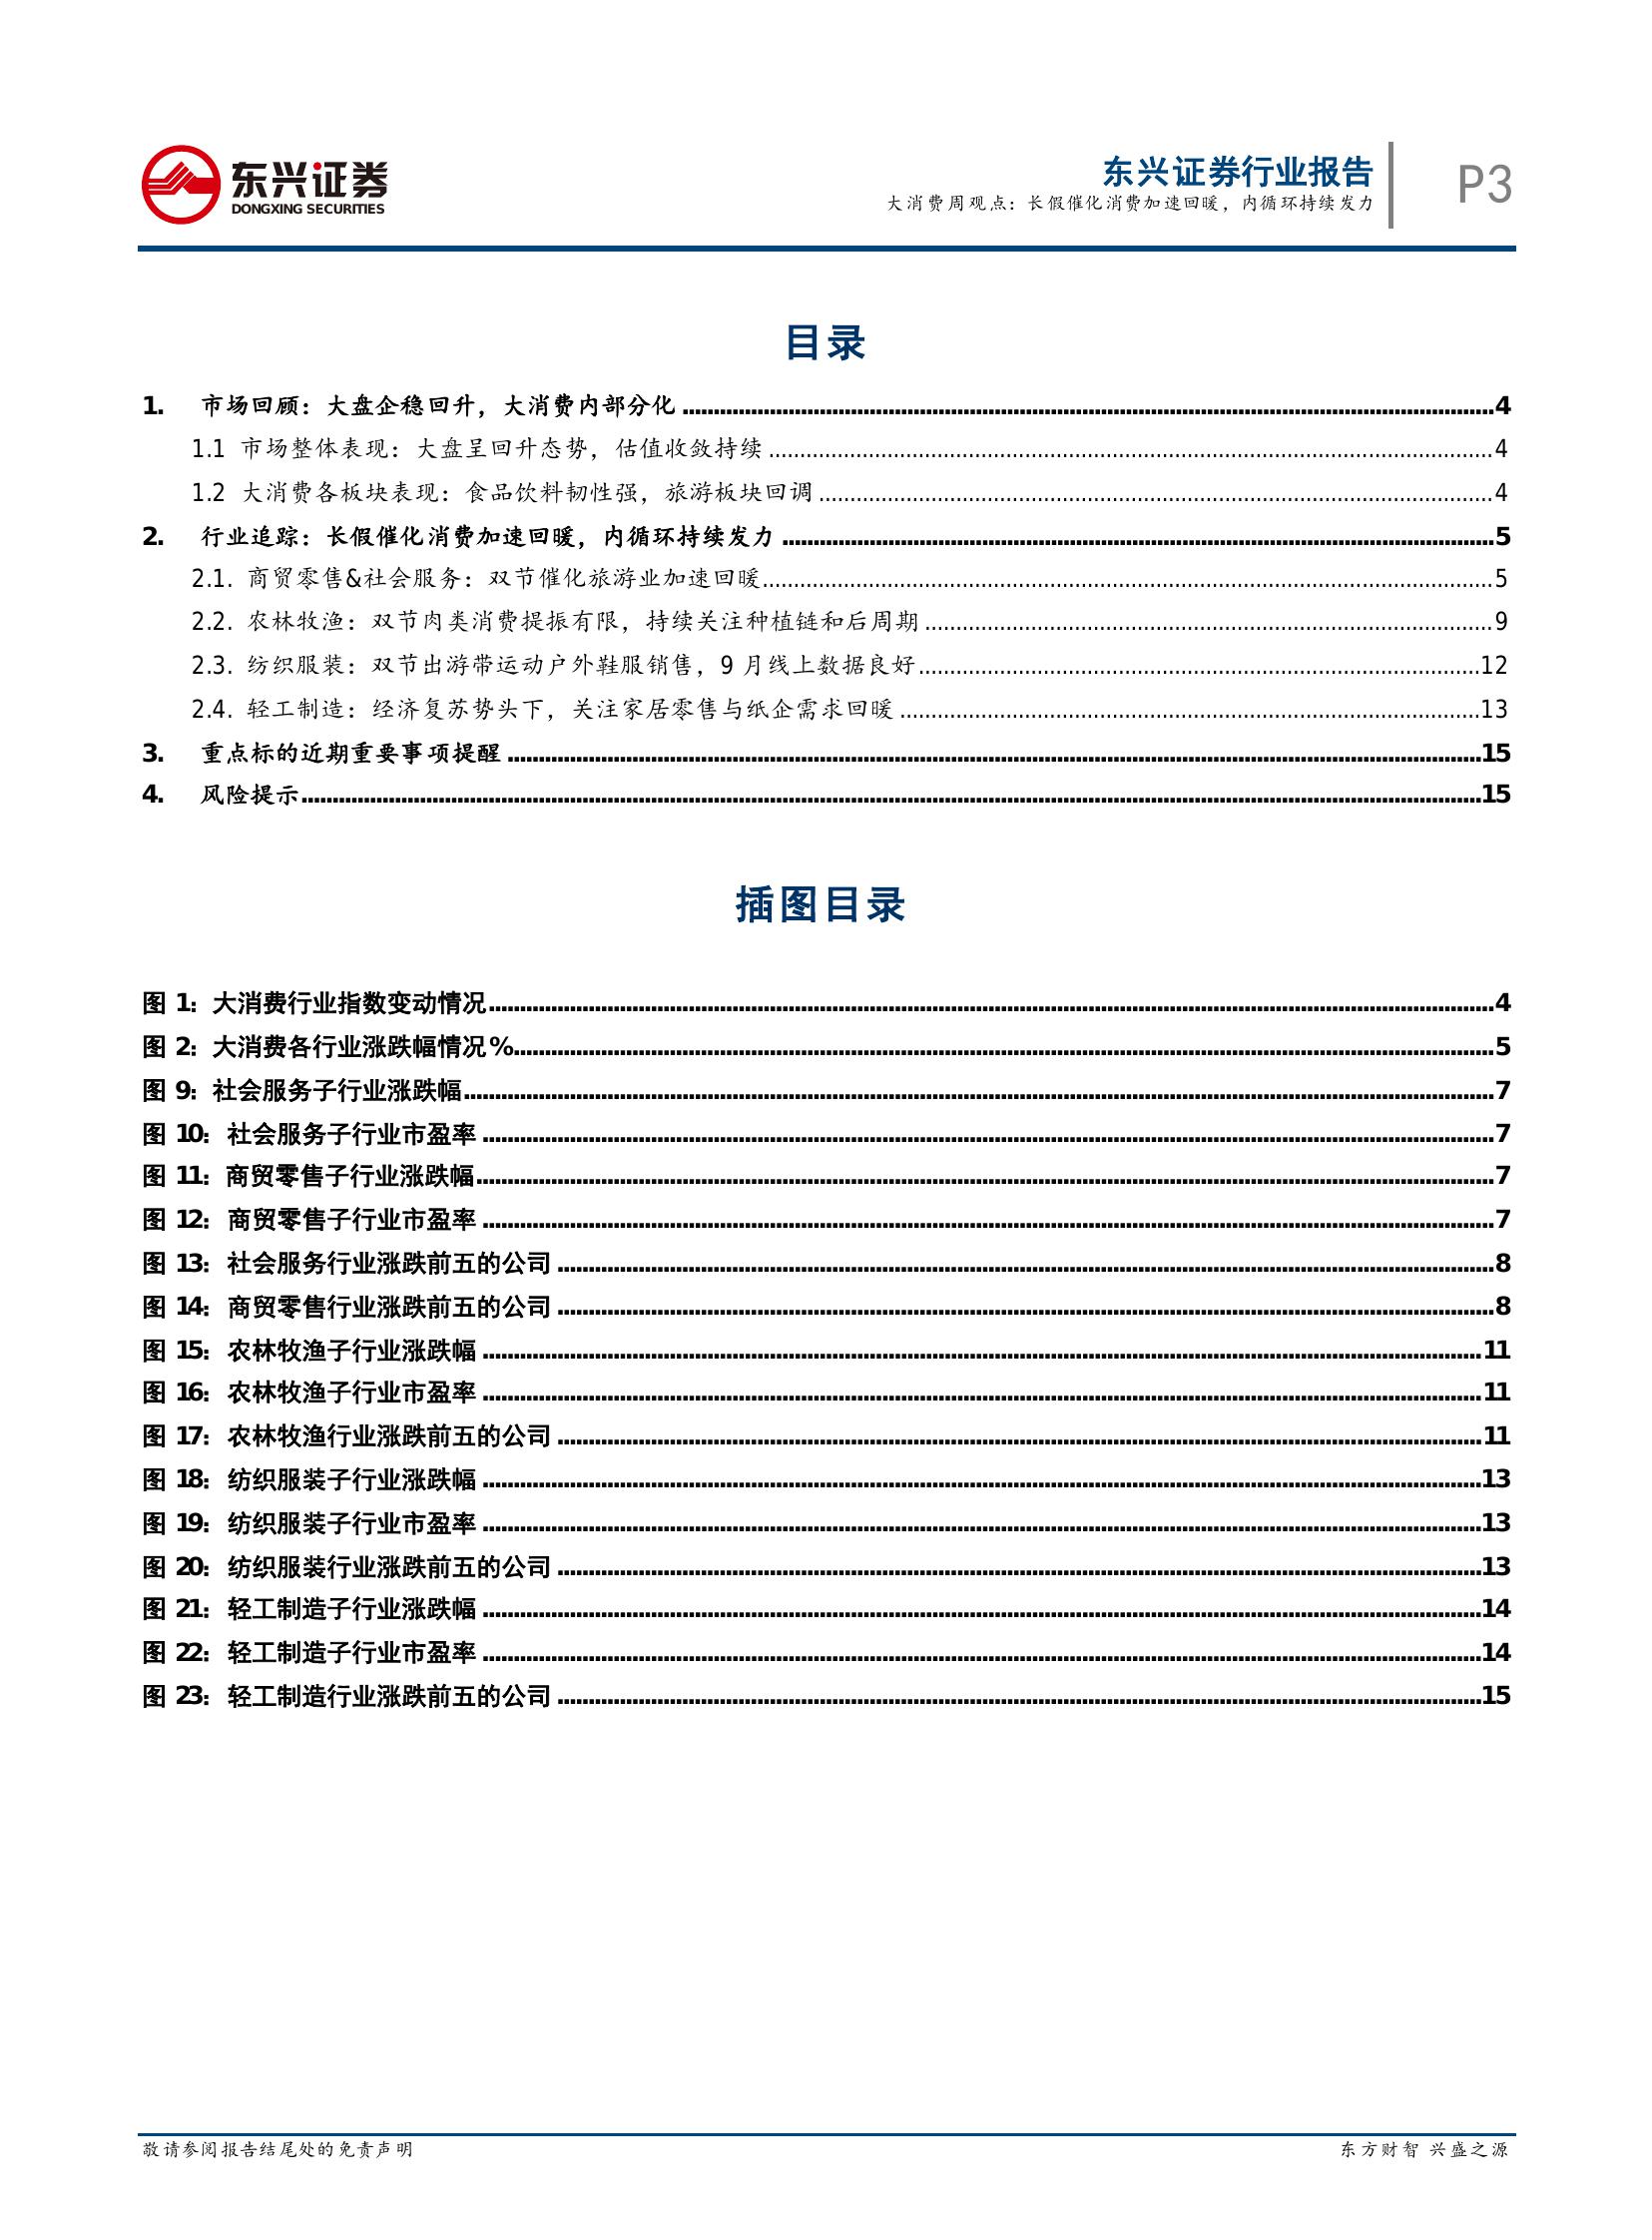 东兴证券
DONGXING SECURITIES
东兴证券行业报告
大消费周观点：长假催化消费加速回暖，内循环持续发力
P3
目录
1. 市场回顾：大盘企稳回升，大消费内部分化 4
1.1 市场整体表现：大盘呈回升态势，估值收敛持续 4
1.2 大消费各板块表现：食品饮料韧性强，旅游板块回调 4
2. 行业追踪：长假催化消费加速回暖，内循环持续发力 5
2.1. 商贸零售&社会服务：双节催化旅游业加速回暖 5
2.2. 农林牧渔：双节肉类消费提振有限，持续关注种植链和后周期 9
2.3. 纺织服装：双节出游带运动户外鞋服销售，9 月线上数据良好 12
2.4. 轻工制造：经济复苏势头下，关注家居零售与纸企需求回暖 13
3. 重点标的近期重要事项提醒 15
4. 风险提示 15
插图目录
图 1：大消费行业指数变动情况 4
图 2：大消费各行业涨跌幅情况% 5
图 9：社会服务子行业涨跌幅 7
图 10：社会服务子行业市盈率 7
图 11：商贸零售子行业涨跌幅 7
图 12：商贸零售子行业市盈率 7
图 13：社会服务行业涨跌前五的公司 8
图 14：商贸零售行业涨跌前五的公司 8
图 15：农林牧渔子行业涨跌幅 11
图 16：农林牧渔子行业市盈率 11
图 17：农林牧渔行业涨跌前五的公司 11
图 18：纺织服装子行业涨跌幅 13
图 19：纺织服装子行业市盈率 13
图 20：纺织服装行业涨跌前五的公司 13
图 21：轻工制造子行业涨跌幅 14
图 22：轻工制造子行业市盈率 14
图 23：轻工制造行业涨跌前五的公司 15
敬请参阅报告结尾处的免责声明
东方财智 兴盛之源